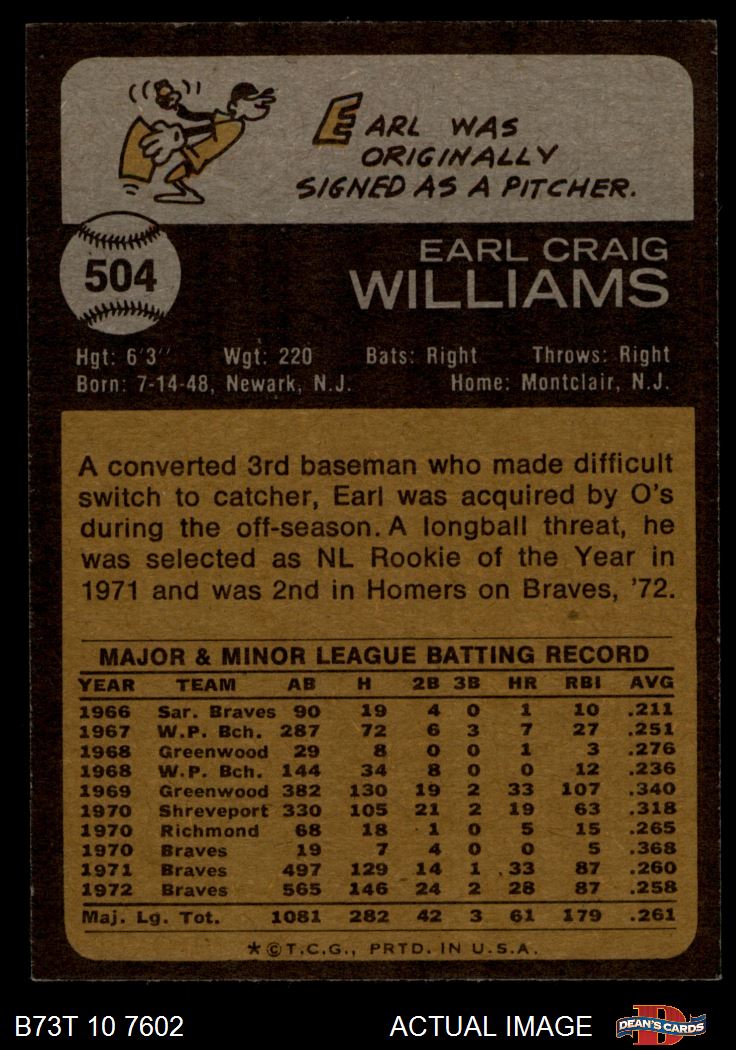 EARL WAS
ORIGINALLY
SIGNED AS A PITCHER.
504
EARL CRAIG
WILLIAMS
Hgt: 6'3'' Wgt: 220 Bats: Right Throws: Right
Born: 7-14-48, Newark, N.J. Home: Montclair, N.J.
A converted 3rd baseman who made difficult
switch to catcher, Earl was acquired by O's
during the off-season. A longball threat, he
was selected as NL Rookie of the Year in
1971 and was 2nd in Homers on Braves, '72.
MAJOR & MINOR LEAGUE BATTING RECORD
YEAR TEAM AB H 2B 3B HR RBI AVG
1966 Sar. Braves 90 19 4 0 1 10 .211
1967 W.P. Bch. 287 72 6 3 7 27 .251
1968 Greenwood 29 8 0 0 1 3 .276
1968 W.P. Bch. 144 34 8 0 0 12 .236
1969 Greenwood 382 130 19 2 33 107 .340
1970 Shreveport 330 105 21 2 19 63 .318
1970 Richmond 68 18 1 0 5 15 .265
1970 Braves 19 7 4 0 0 5 .368
1971 Braves 497 129 14 1 33 87 .260
1972 Braves 565 146 24 2 28 87 .258
Maj. Lg. Tot. 1081 282 42 3 61 179 .261
*©T.C.G., PRTD. IN U.S.A.
B73T 10 7602 ACTUAL IMAGE D DEAN'S CARDS